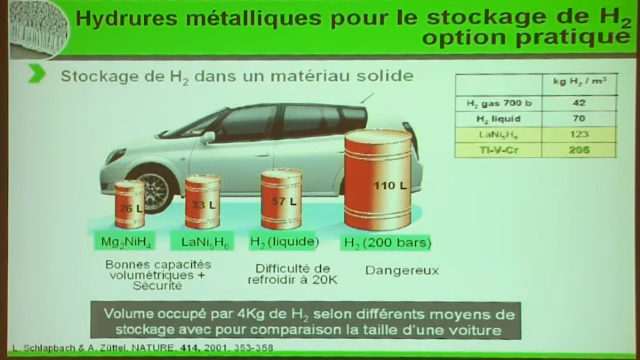 Hydrures métalliques pour le stockage de H₂
option pratique
Stockage de H₂ dans un matériau solide
kg H₂ / m³
H₂ gas 700 b 42
H₂ liquid 70
LaNi₅H₆ 123
Ti-V-Cr 206
26 L
33 L
57 L
110 L
Mg₂NiH₄
LaNi₅H₆
H₂ (liquide)
H₂ (200 bars)
Bonnes capacités
volumétriques +
Sécurité
Difficulté de
refroidir à 20K
Dangereux
Volume occupé par 4Kg de H₂ selon différents moyens de
stockage avec pour comparaison la taille d'une voiture
L. Schlapbach & A. Züttel, NATURE, 414, 2001, 353-358